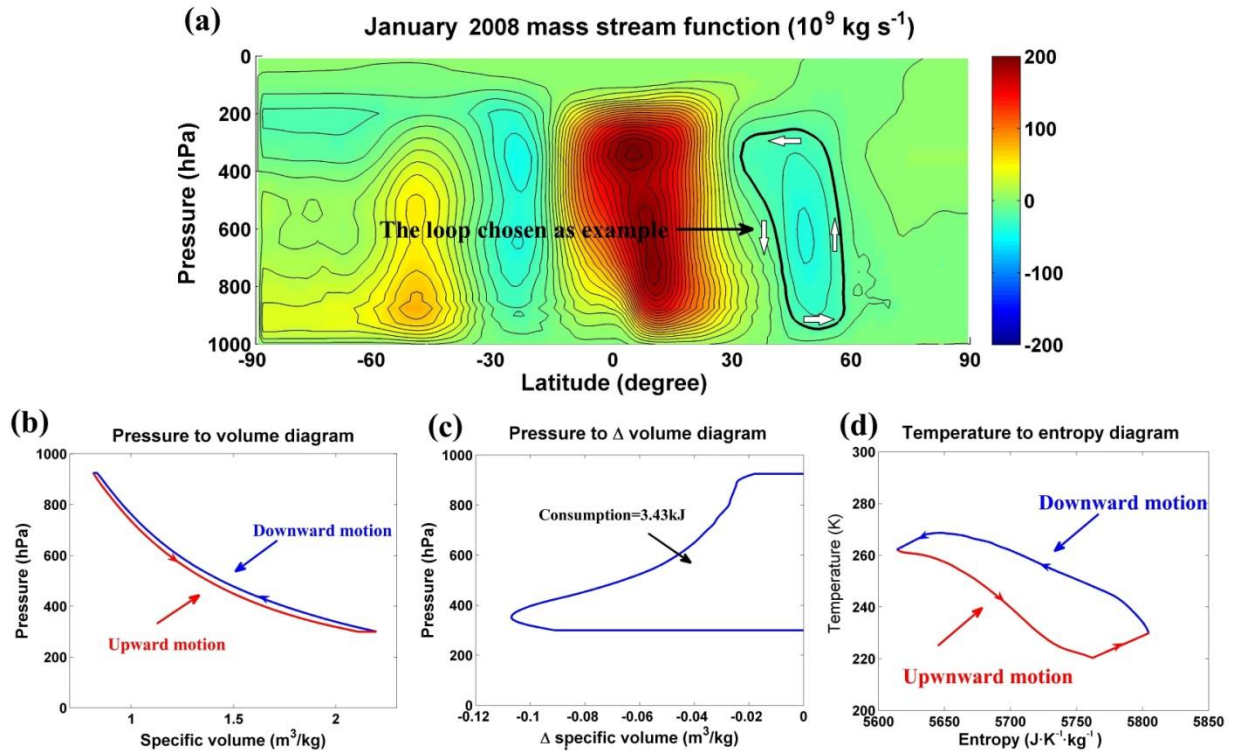 (a)
January 2008 mass stream function (10⁹ kg s⁻¹)
0
200
400
600
800
1000
Pressure (hPa)
The loop chosen as example
-90
-60
-30
0
30
60
90
Latitude (degree)
200
100
0
-100
-200
(b)
Pressure to volume diagram
1000
800
600
400
200
0
Pressure (hPa)
Downward motion
Upward motion
1
1.5
2
Specific volume (m³/kg)
(c)
Pressure to Δ volume diagram
1000
800
600
400
200
0
Pressure (hPa)
Consumption=3.43kJ
-0.12
-0.1
-0.08
-0.06
-0.04
-0.02
0
Δ specific volume (m³/kg)
(d)
Temperature to entropy diagram
300
280
260
240
220
200
Temperature (K)
Downward motion
Upwnward motion
5600
5650
5700
5750
5800
5850
Entropy (J·K⁻¹·kg⁻¹)